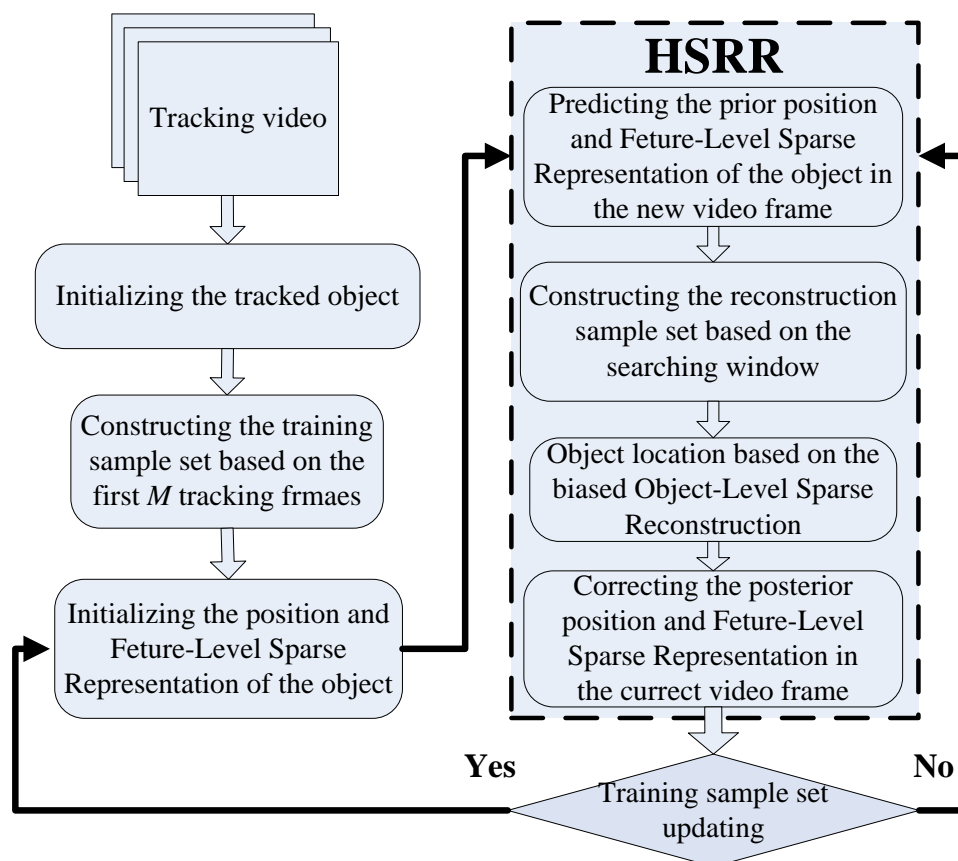 Tracking video
Initializing the tracked object
Constructing the training
sample set based on the
first M tracking frmaes
Initializing the position and
Feture-Level Sparse
Representation of the object
HSRR
Predicting the prior position
and Feture-Level Sparse
Representation of the object in
the new video frame
Constructing the reconstruction
sample set based on the
searching window
Object location based on the
biased Object-Level Sparse
Reconstruction
Correcting the posterior
position and Feture-Level
Sparse Representation in
the currect video frame
Yes
No
Training sample set
updating